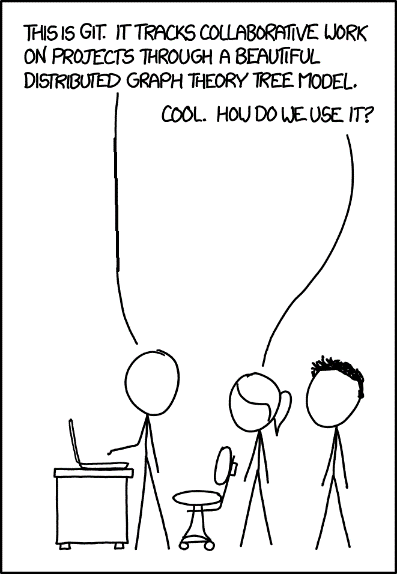 THIS IS GIT. IT TRACKS COLLABORATIVE WORK
ON PROJECTS THROUGH A BEAUTIFUL
DISTRIBUTED GRAPH THEORY TREE MODEL.
COOL. HOW DO WE USE IT?